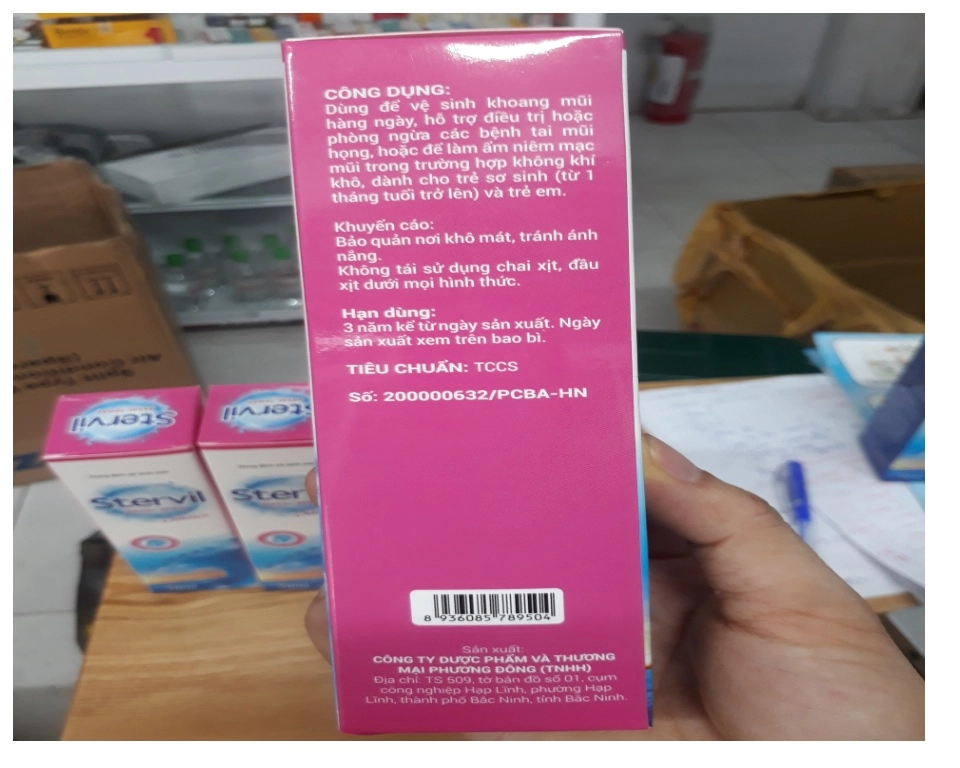 CÔNG DỤNG:
Dùng để vệ sinh khoang mũi
hàng ngày, hỗ trợ điều trị hoặc
phòng ngừa các bệnh tai mũi
họng, hoặc để làm ẩm niêm mạc
mũi trong trường hợp không khí
khô, dành cho trẻ sơ sinh (từ 1
tháng tuổi trở lên) và trẻ em.
Khuyến cáo:
Bảo quản nơi khô mát, tránh ánh
nắng.
Không tái sử dụng chai xịt, đầu
xịt dưới mọi hình thức.
Hạn dùng:
3 năm kể từ ngày sản xuất. Ngày
sản xuất xem trên bao bì.
TIÊU CHUẨN: TCCS
Số: 200000632/PCBA-HN
8 936085 789504
Sản xuất:
CÔNG TY DƯỢC PHẨM VÀ THƯƠNG
MẠI PHƯƠNG ĐÔNG (TNHH)
Địa chỉ: TS 509, tờ bản đồ số 01, cụm
công nghiệp Hạp Lĩnh, phường Hạp
Lĩnh, thành phố Bắc Ninh, tỉnh Bắc Ninh.
Stervil
Stervil
Ster